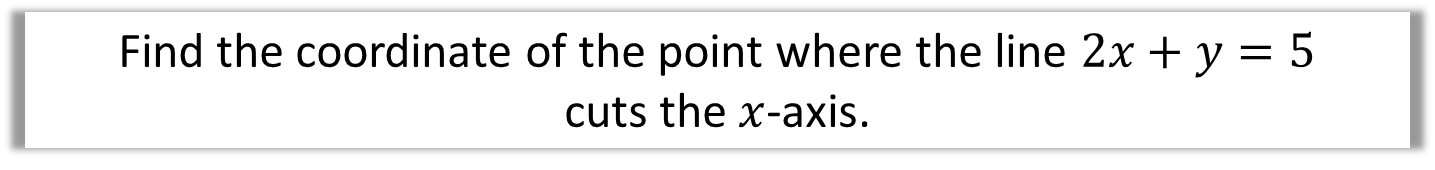 Find the coordinate of the point where the line 2𝑥 + 𝑦 = 5
cuts the 𝑥-axis.